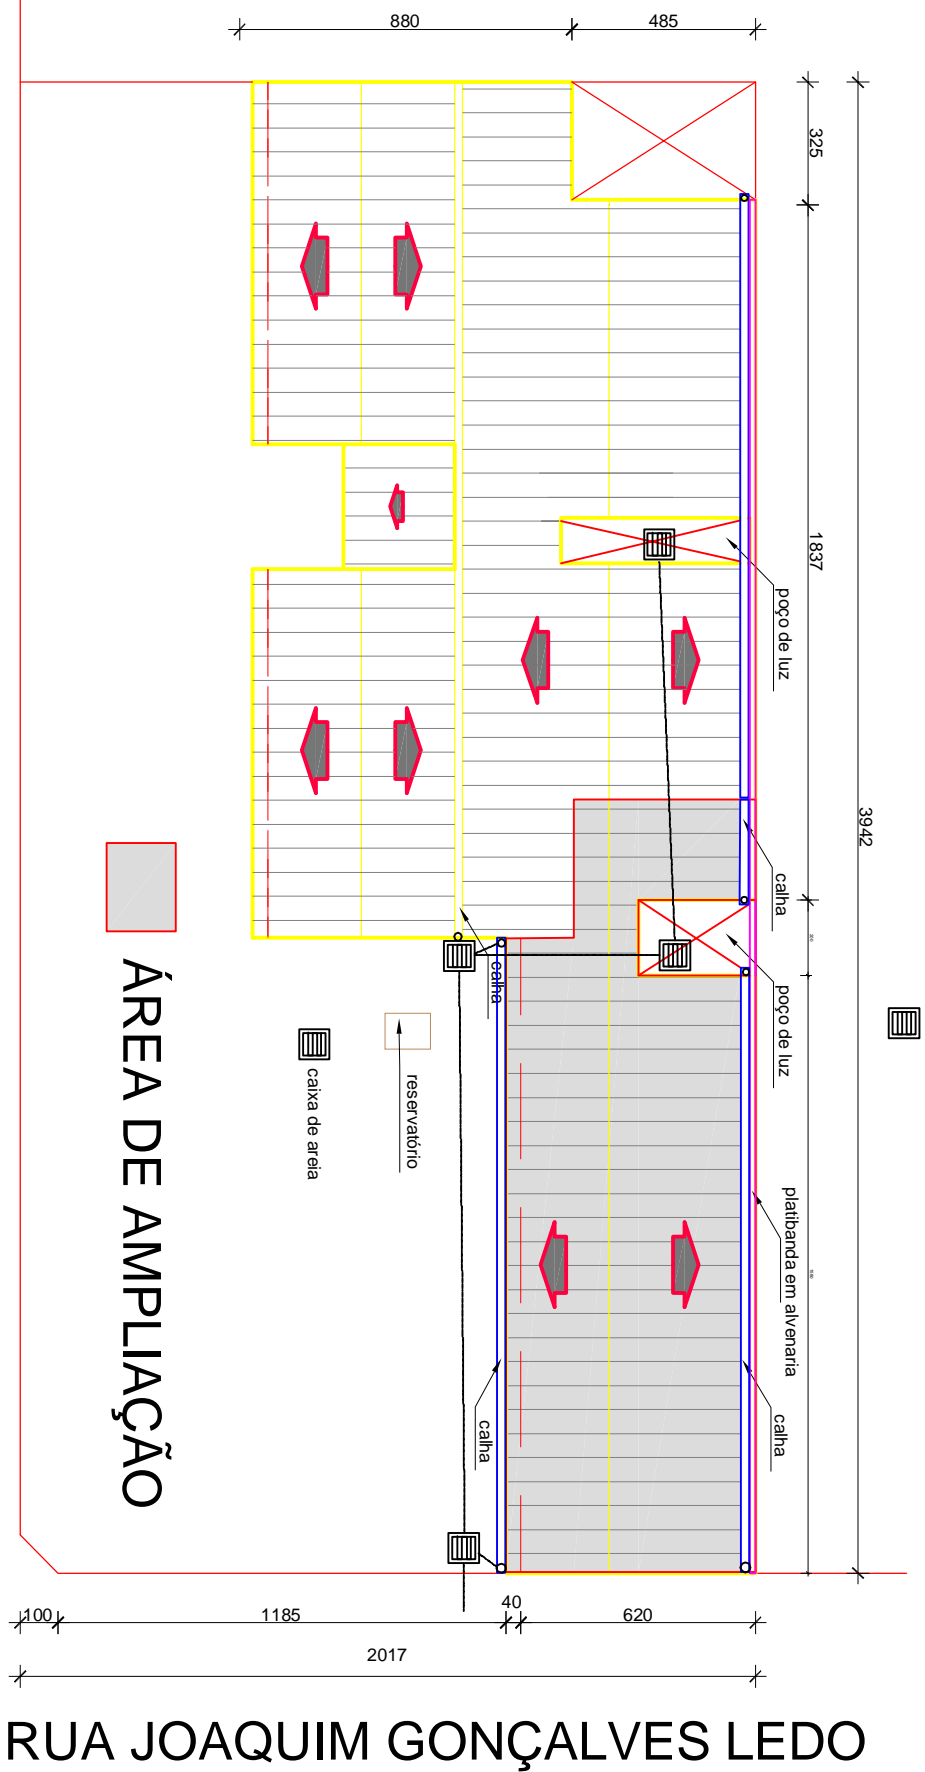 880
485
325
1837
3942
poço de luz
calha
poço de luz
calha
platibanda em alvenaria
calha
calha
reservatório
caixa de areia
ÁREA DE AMPLIAÇÃO
100
1185
40
620
2017
RUA JOAQUIM GONÇALVES LEDO